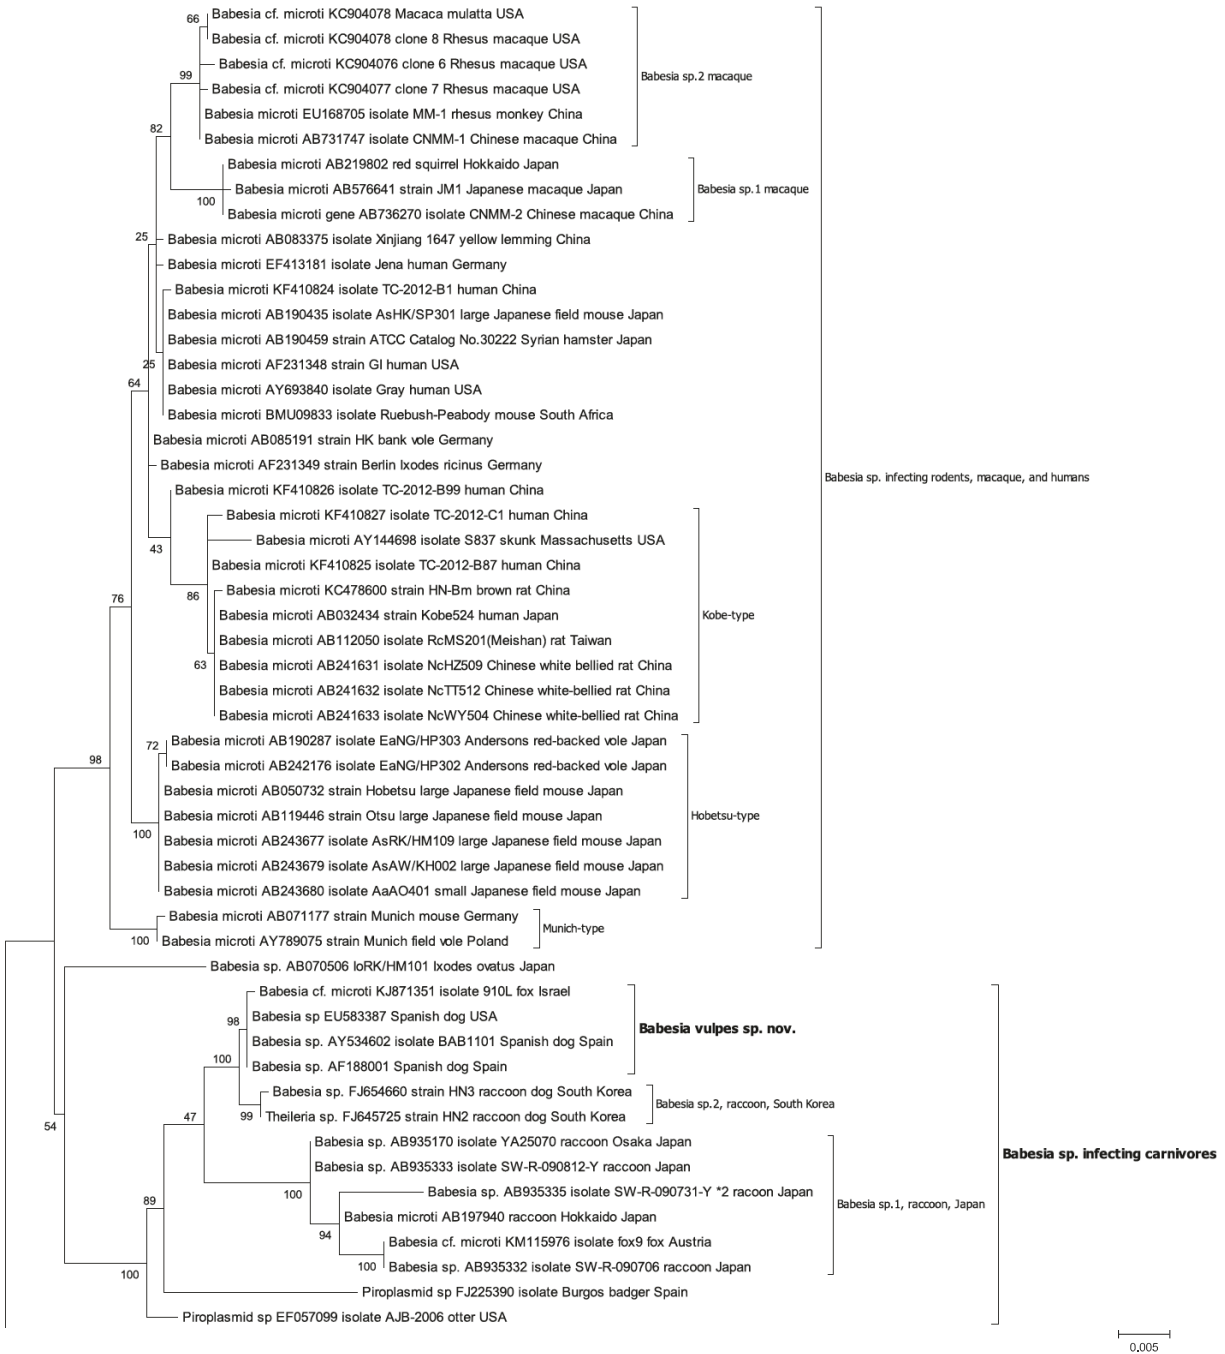 Babesia cf. microti KC904078 Macaca mulatta USA
66
Babesia cf. microti KC904078 clone 8 Rhesus macaque USA
Babesia cf. microti KC904076 clone 6 Rhesus macaque USA
99
Babesia sp.2 macaque
Babesia cf. microti KC904077 clone 7 Rhesus macaque USA
Babesia microti EU168705 isolate MM-1 rhesus monkey China
82
Babesia microti AB731747 isolate CNMM-1 Chinese macaque China
Babesia microti AB219802 red squirrel Hokkaido Japan
Babesia microti AB576641 strain JM1 Japanese macaque Japan
Babesia sp.1 macaque
100
Babesia microti gene AB736270 isolate CNMM-2 Chinese macaque China
25
Babesia microti AB083375 isolate Xinjiang 1647 yellow lemming China
Babesia microti EF413181 isolate Jena human Germany
Babesia microti KF410824 isolate TC-2012-B1 human China
Babesia microti AB190435 isolate AsHK/SP301 large Japanese field mouse Japan
Babesia microti AB190459 strain ATCC Catalog No.30222 Syrian hamster Japan
25
Babesia microti AF231348 strain GI human USA
64
Babesia microti AY693840 isolate Gray human USA
Babesia microti BMU09833 isolate Ruebush-Peabody mouse South Africa
Babesia microti AB085191 strain HK bank vole Germany
Babesia microti AF231349 strain Berlin Ixodes ricinus Germany
Babesia sp. infecting rodents, macaque, and humans
Babesia microti KF410826 isolate TC-2012-B99 human China
Babesia microti KF410827 isolate TC-2012-C1 human China
43
Babesia microti AY144698 isolate S837 skunk Massachusetts USA
Babesia microti KF410825 isolate TC-2012-B87 human China
86
76
Babesia microti KC478600 strain HN-Bm brown rat China
Babesia microti AB032434 strain Kobe524 human Japan
Kobe-type
Babesia microti AB112050 isolate RcMS201(Meishan) rat Taiwan
63
Babesia microti AB241631 isolate NcHZ509 Chinese white bellied rat China
Babesia microti AB241632 isolate NcTT512 Chinese white-bellied rat China
Babesia microti AB241633 isolate NcWY504 Chinese white-bellied rat China
72
Babesia microti AB190287 isolate EaNG/HP303 Andersons red-backed vole Japan
98
Babesia microti AB242176 isolate EaNG/HP302 Andersons red-backed vole Japan
Babesia microti AB050732 strain Hobetsu large Japanese field mouse Japan
Babesia microti AB119446 strain Otsu large Japanese field mouse Japan
Hobetsu-type
100
Babesia microti AB243677 isolate AsRK/HM109 large Japanese field mouse Japan
Babesia microti AB243679 isolate AsAW/KH002 large Japanese field mouse Japan
Babesia microti AB243680 isolate AaAO401 small Japanese field mouse Japan
Babesia microti AB071177 strain Munich mouse Germany
Munich-type
100
Babesia microti AY789075 strain Munich field vole Poland
Babesia sp. AB070506 IoRK/HM101 Ixodes ovatus Japan
Babesia cf. microti KJ871351 isolate 910L fox Israel
98
Babesia sp EU583387 Spanish dog USA
Babesia vulpes sp. nov.
Babesia sp. AY534602 isolate BAB1101 Spanish dog Spain
100
Babesia sp. AF188001 Spanish dog Spain
Babesia sp. FJ654660 strain HN3 raccoon dog South Korea
Babesia sp.2, raccoon, South Korea
47
99
Theileria sp. FJ645725 strain HN2 raccoon dog South Korea
54
Babesia sp. AB935170 isolate YA25070 raccoon Osaka Japan
Babesia sp. infecting carnivores
Babesia sp. AB935333 isolate SW-R-090812-Y raccoon Japan
100
Babesia sp. AB935335 isolate SW-R-090731-Y *2 racoon Japan
89
Babesia sp.1, raccoon, Japan
Babesia microti AB197940 raccoon Hokkaido Japan
94
Babesia cf. microti KM115976 isolate fox9 fox Austria
100
Babesia sp. AB935332 isolate SW-R-090706 raccoon Japan
100
Piroplasmid sp FJ225390 isolate Burgos badger Spain
Piroplasmid sp EF057099 isolate AJB-2006 otter USA
0.005